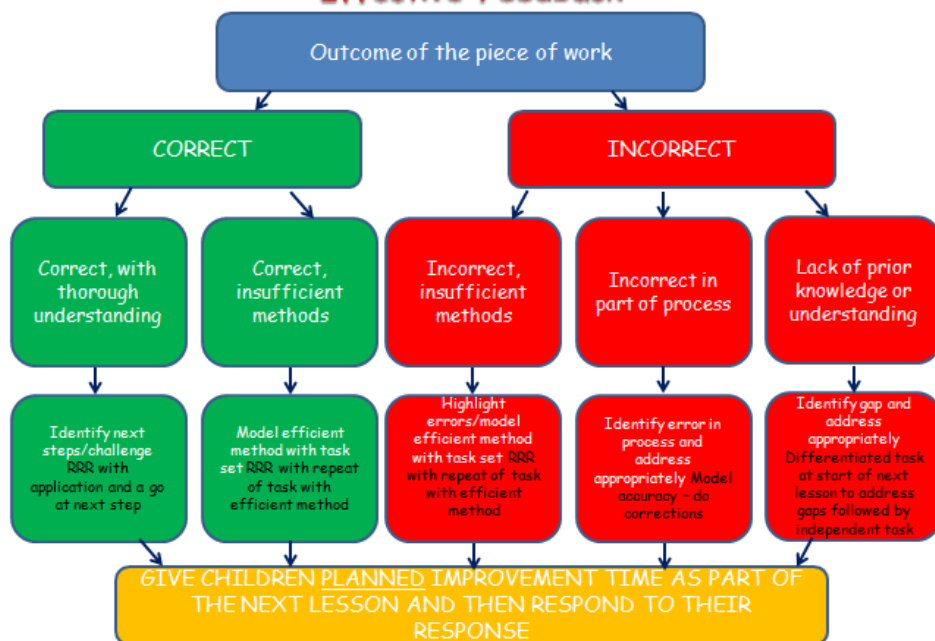 Effective Feedback
Outcome of the piece of work
CORRECT
INCORRECT
Correct, with
thorough
understanding
Correct,
insufficient
methods
Incorrect,
insufficient
methods
Incorrect in
part of process
Lack of prior
knowledge or
understanding
Identify next
steps/challenge
RRR with
application and a go
at next step
Model efficient
method with task
set RRR with repeat
of task with
efficient method
Highlight
errors/model
efficient method
with task set RRR
with repeat of task
with efficient
method
Identify error in
process and
address
appropriately Model
accuracy – do
corrections
Identify gap and
address
appropriately
Differentiated task
at start of next
lesson to address
gaps followed by
independent task
GIVE CHILDREN PLANNED IMPROVEMENT TIME AS PART OF
THE NEXT LESSON AND THEN RESPOND TO THEIR
RESPONSE